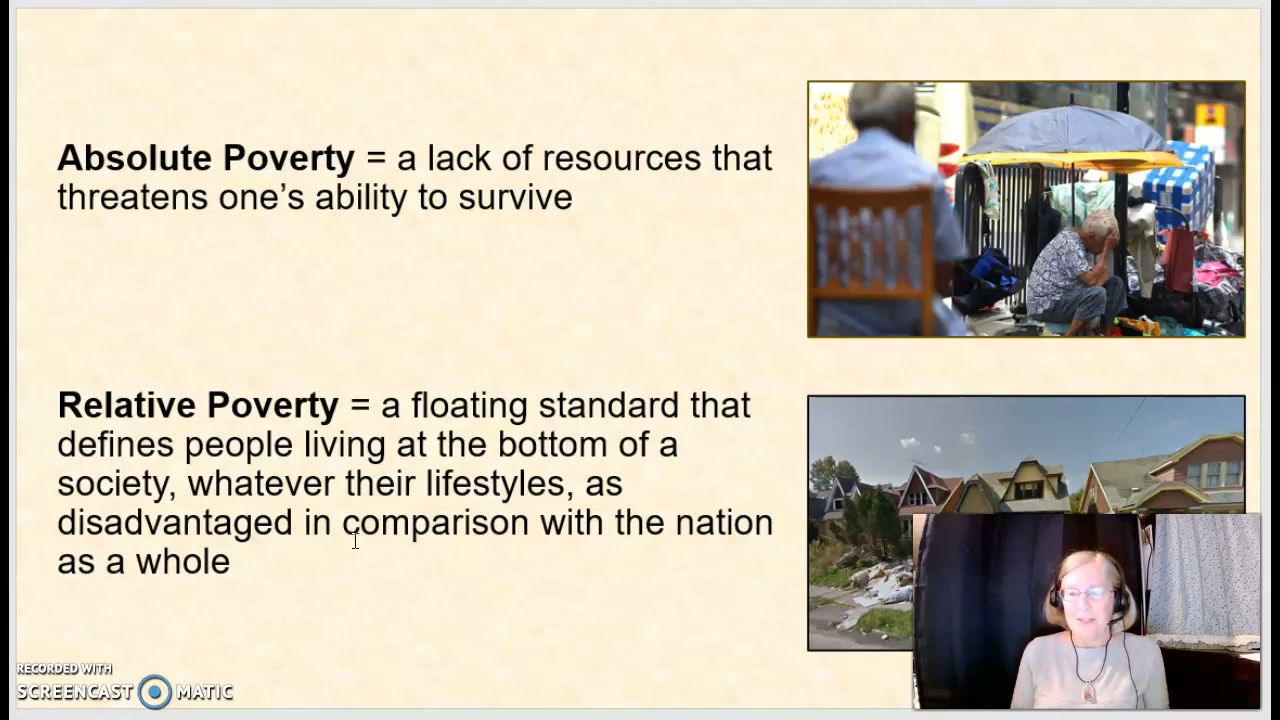 Absolute Poverty = a lack of resources that
threatens one’s ability to survive
Relative Poverty = a floating standard that
defines people living at the bottom of a
society, whatever their lifestyles, as
disadvantaged in comparison with the nation
as a whole
RECORDED WITH
SCREENCAST MATIC